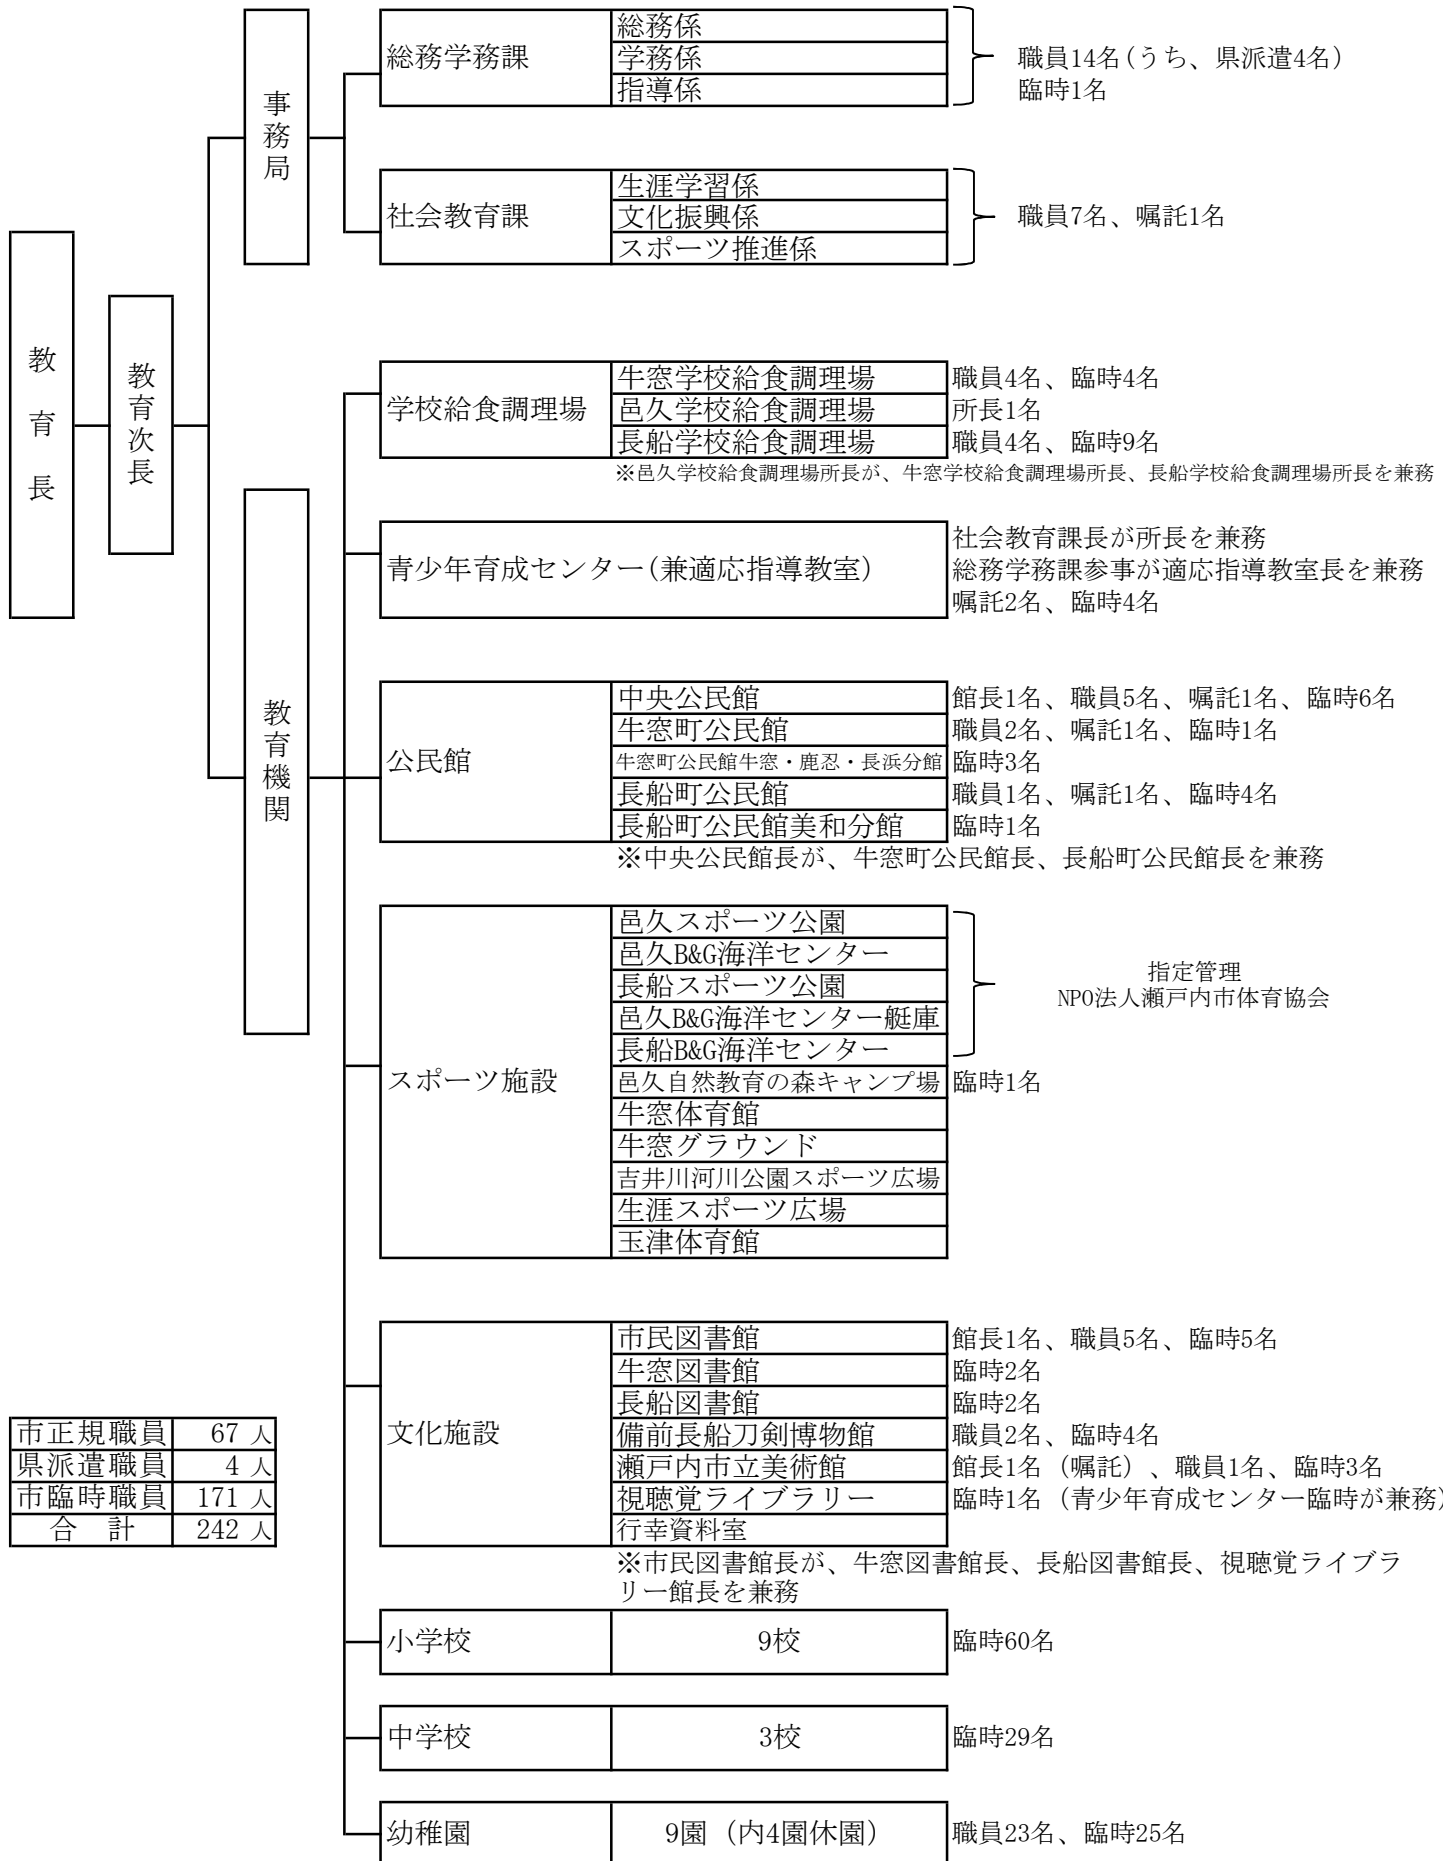 教育長
教育次長
事務局
総務学務課
総務係
学務係
指導係
職員14名(うち、県派遣4名)
臨時1名
社会教育課
生涯学習係
文化振興係
スポーツ推進係
職員7名、嘱託1名
教育機関
学校給食調理場
牛窓学校給食調理場 職員4名、臨時4名
邑久学校給食調理場 所長1名
長船学校給食調理場 職員4名、臨時9名
※邑久学校給食調理場所長が、牛窓学校給食調理場所長、長船学校給食調理場所長を兼務
青少年育成センター(兼適応指導教室)
社会教育課長が所長を兼務
総務学務課参事が適応指導教室長を兼務
嘱託2名、臨時4名
公民館
中央公民館 館長1名、職員5名、嘱託1名、臨時6名
牛窓町公民館 職員2名、嘱託1名、臨時1名
牛窓町公民館牛窓・鹿忍・長浜分館 臨時3名
長船町公民館 職員1名、嘱託1名、臨時4名
長船町公民館美和分館 臨時1名
※中央公民館長が、牛窓町公民館長、長船町公民館長を兼務
スポーツ施設
邑久スポーツ公園
邑久B&G海洋センター
長船スポーツ公園
邑久B&G海洋センター艇庫
長船B&G海洋センター
指定管理
NPO法人瀬戸内市体育協会
邑久自然教育の森キャンプ場 臨時1名
牛窓体育館
牛窓グラウンド
吉井川河川公園スポーツ広場
生涯スポーツ広場
玉津体育館
文化施設
市民図書館 館長1名、職員5名、臨時5名
牛窓図書館 臨時2名
長船図書館 臨時2名
備前長船刀剣博物館 職員2名、臨時4名
瀬戸内市立美術館 館長1名（嘱託）、職員1名、臨時3名
視聴覚ライブラリー 臨時1名（青少年育成センター臨時が兼務）
行幸資料室
※市民図書館長が、牛窓図書館長、長船図書館長、視聴覚ライブラ
リー館長を兼務
小学校 9校 臨時60名
中学校 3校 臨時29名
幼稚園 9園（内4園休園） 職員23名、臨時25名
市正規職員 67 人
県派遣職員 4 人
市臨時職員 171 人
合 計 242 人